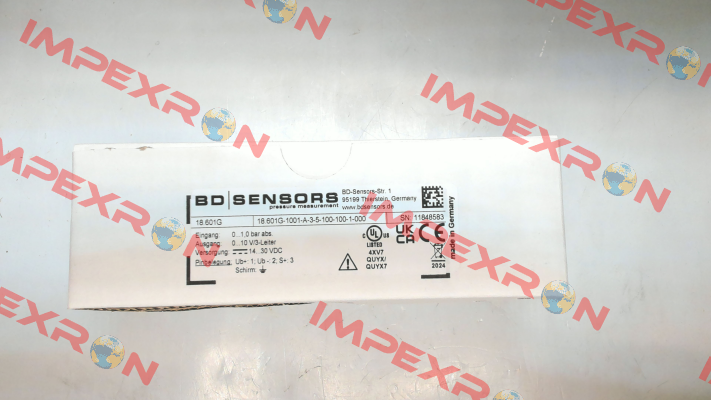 BD SENSORS
pressure measurement
BD-Sensors-Str. 1
95199 Thierstein, Germany
www.bdsensors.de
18.601G 18.601G-1001-A-3-5-100-100-1-000 SN 11848583
Eingang: 0...1,0 bar abs.
Ausgang: 0...10 V/3-Leiter
Versorgung 14...30 VDC
Pinbelegung: Ub+: 1; Ub-: 2; S+: 3
Schirm:
C UL US
LISTED
4XV7
QUYX/
QUYX7
UK
CA
CE
2024
made in Germany
IMPEXRON
IMPEXRON
IMPEXRON
IMPEXRON
IMPEXRON
IMPEXRON
IMPEXRON
IMPEXRON